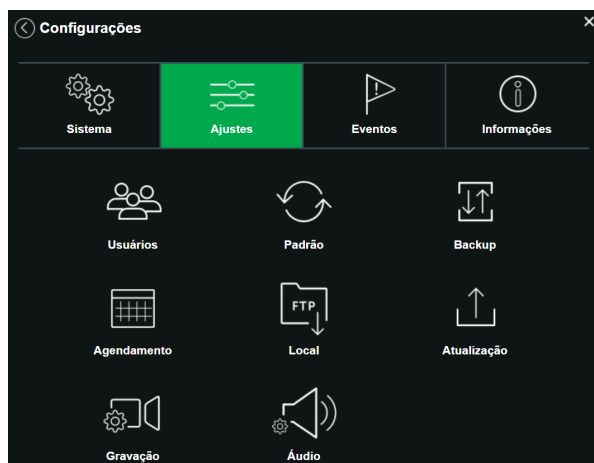 Configurações
Sistema
Ajustes
Eventos
Informações
Usuários
Padrão
Backup
Agendamento
FTP
Local
Atualização
Gravação
Áudio